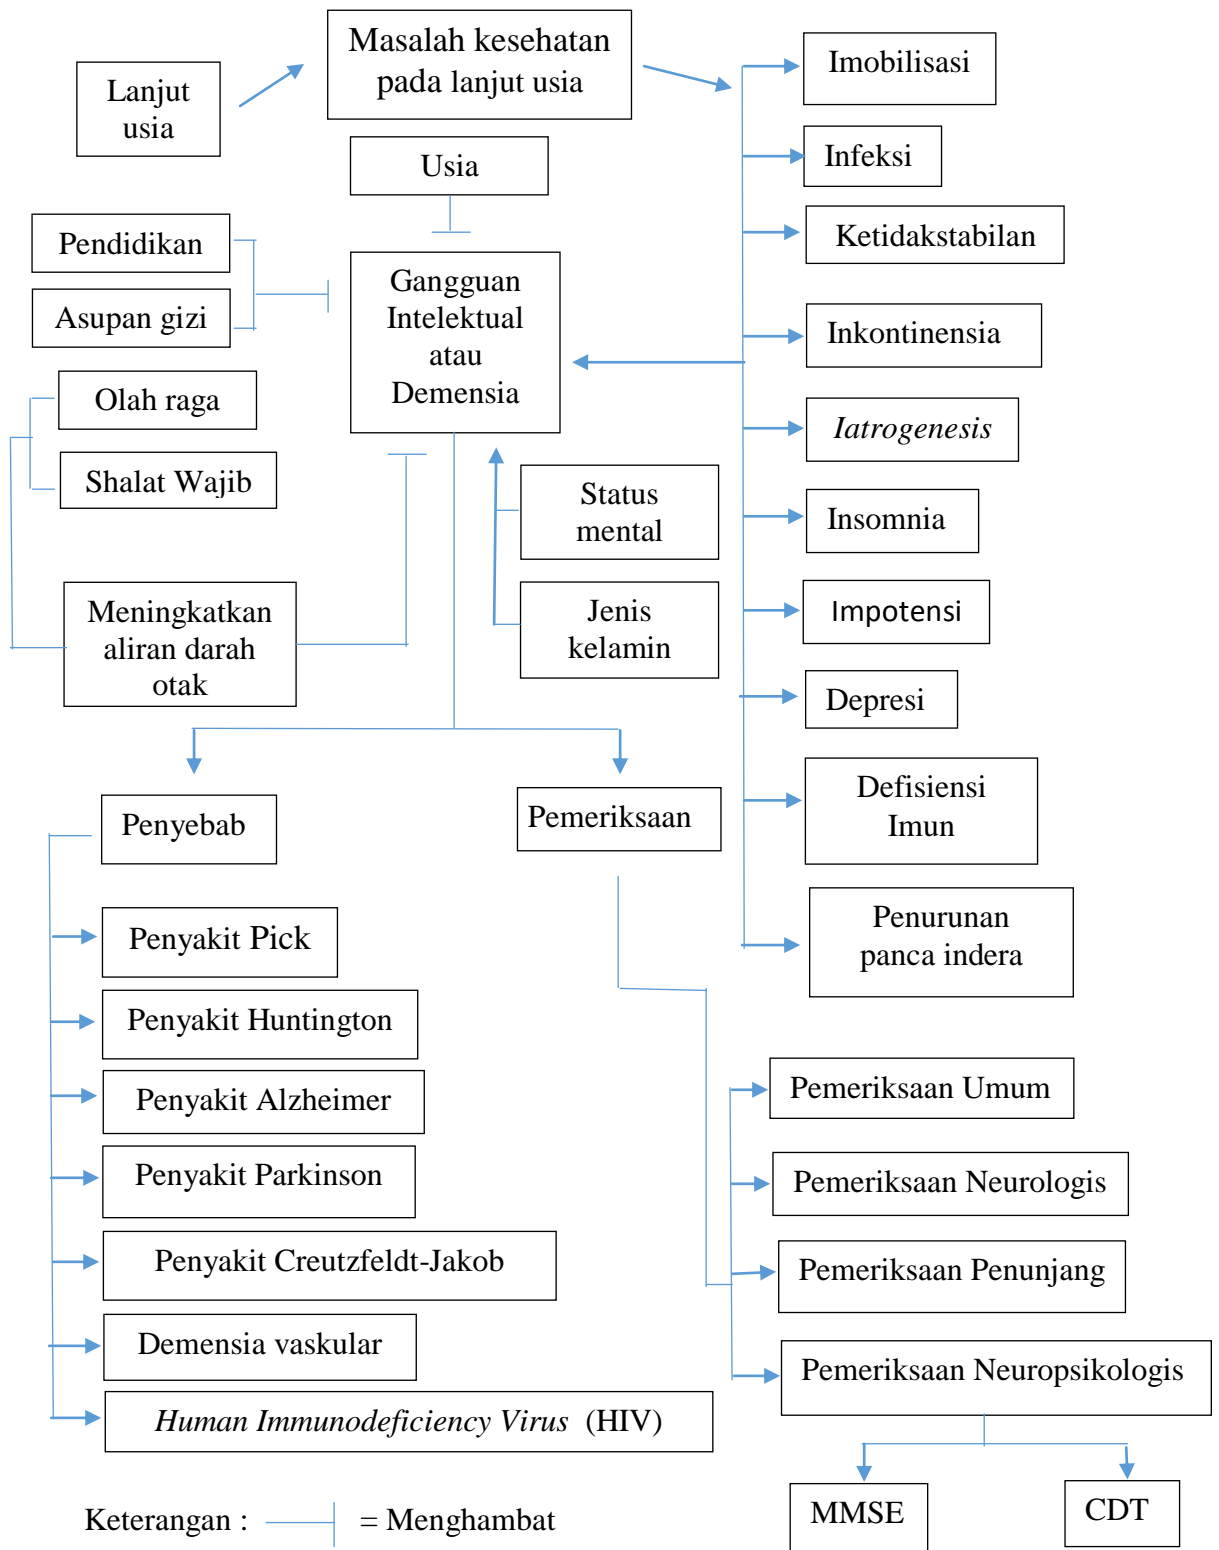 Masalah kesehatan
pada lanjut usia
Lanjut
usia
Usia
Pendidikan
Asupan gizi
Gangguan
Intelektual
atau
Demensia
Olah raga
Shalat Wajib
Status
mental
Jenis
kelamin
Meningkatkan
aliran darah
otak
Imobilisasi
Infeksi
Ketidakstabilan
Inkontinensia
Iatrogenesis
Insomnia
Impotensi
Depresi
Defisiensi
Imun
Penurunan
panca indera
Penyebab
Pemeriksaan
Penyakit Pick
Penyakit Huntington
Penyakit Alzheimer
Penyakit Parkinson
Penyakit Creutzfeldt-Jakob
Demensia vaskular
Human Immunodeficiency Virus (HIV)
Pemeriksaan Umum
Pemeriksaan Neurologis
Pemeriksaan Penunjang
Pemeriksaan Neuropsikologis
MMSE
CDT
Keterangan : = Menghambat